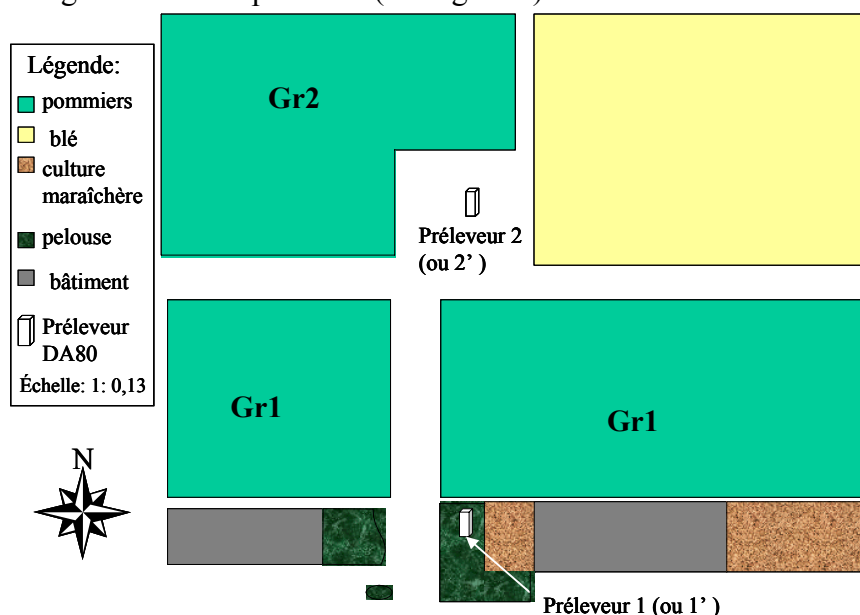 Légende:
pommiers
blé
culture
maraîchère
pelouse
bâtiment
Préleveur
DA80
Échelle: 1: 0,13
N
Gr2
Préleveur 2
(ou 2’ )
Gr1
Gr1
Préleveur 1 (ou 1’ )